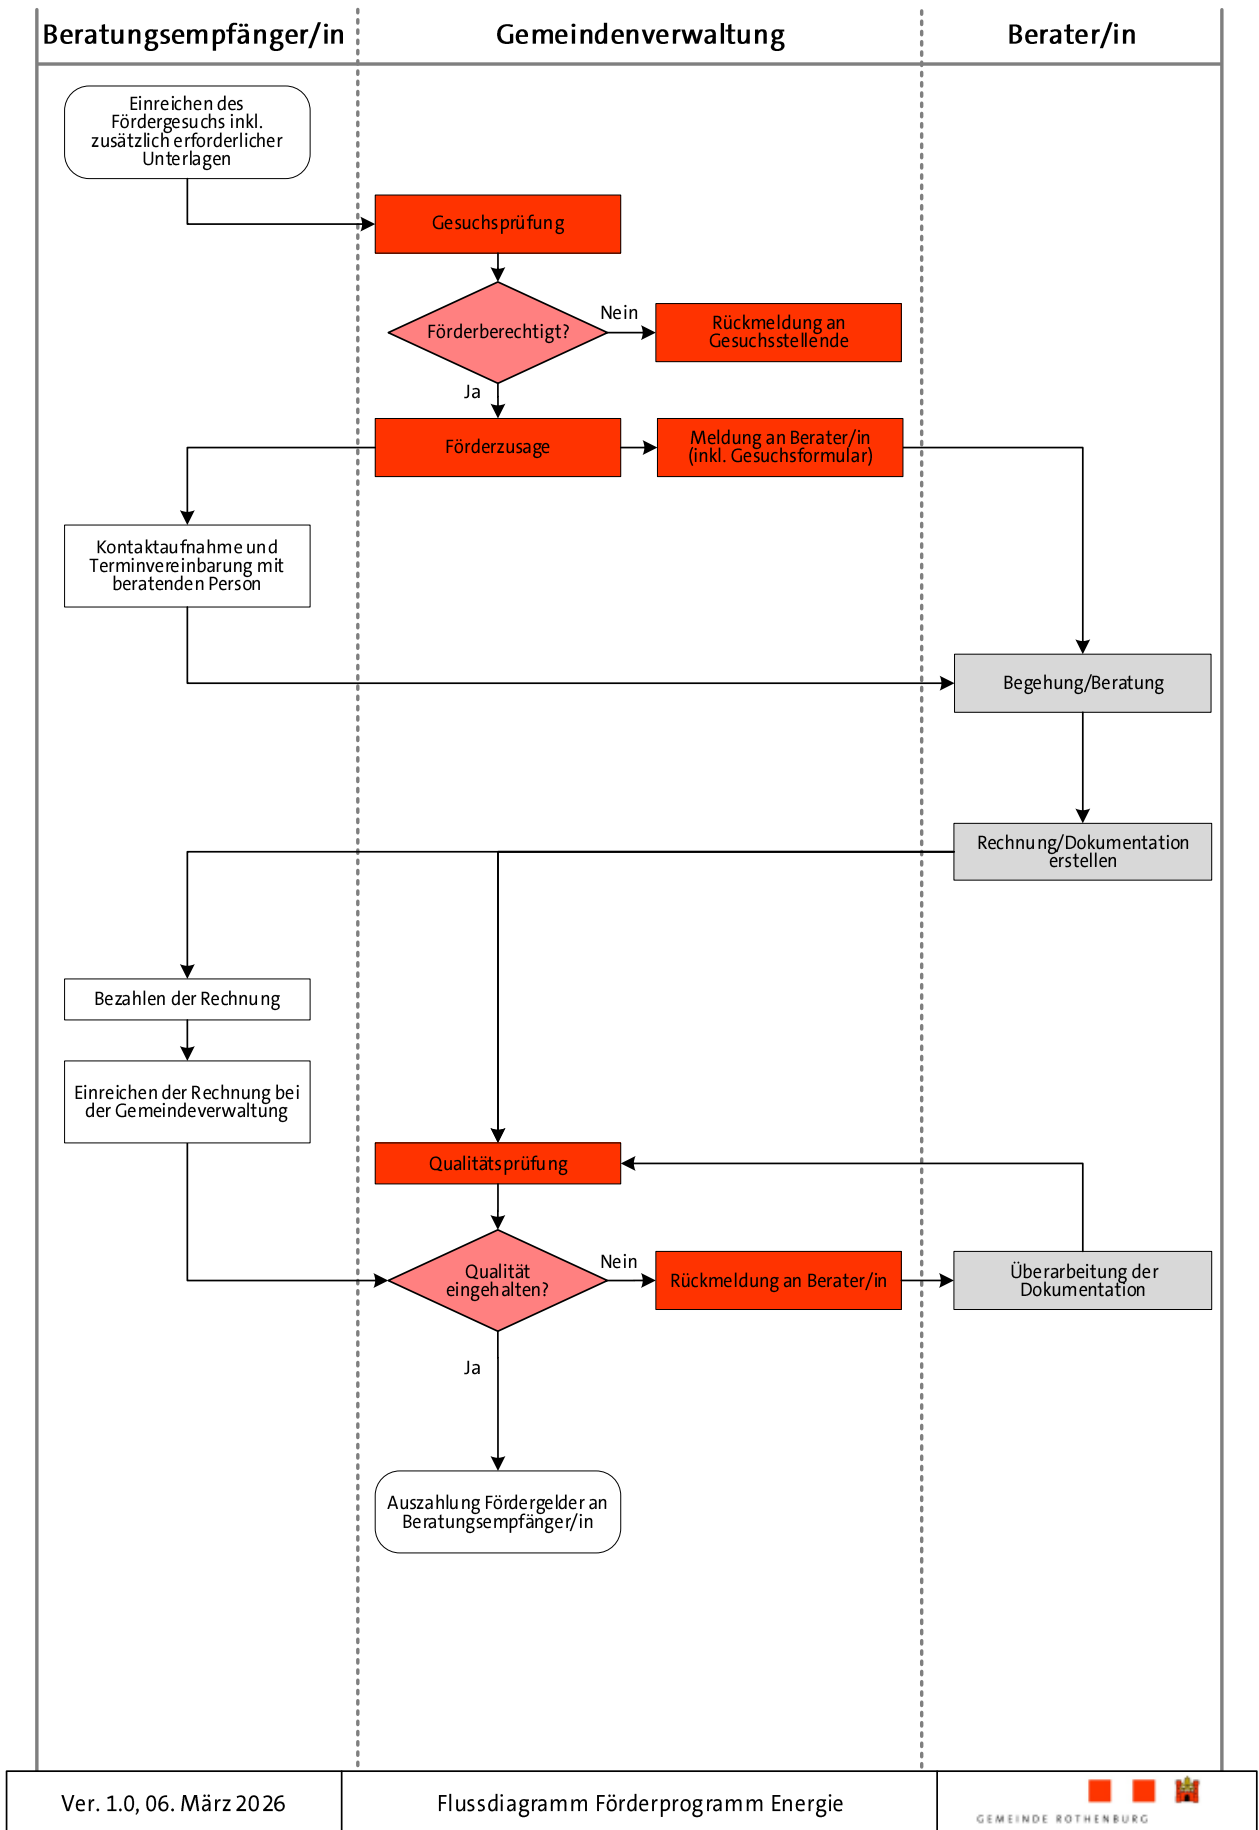 Beratungsempfänger/in
Gemeindenverwaltung
Berater/in
Einreichen des
Fördergesuchs inkl.
zusätzlich erforderlicher
Unterlagen
Gesuchsprüfung
Förderberechtigt?
Nein
Rückmeldung an
Gesuchsstellende
Ja
Förderzusage
Meldung an Berater/in
(inkl. Gesuchsformular)
Kontaktaufnahme und
Terminvereinbarung mit
beratenden Person
Begehung/Beratung
Rechnung/Dokumentation
erstellen
Bezahlen der Rechnung
Einreichen der Rechnung bei
der Gemeindeverwaltung
Qualitätsprüfung
Qualität
eingehalten?
Nein
Rückmeldung an Berater/in
Überarbeitung der
Dokumentation
Ja
Auszahlung Fördergelder an
Beratungsempfänger/in
Ver. 1.0, 06. März 2026
Flussdiagramm Förderprogramm Energie
GEMEINDE ROTHENBURG